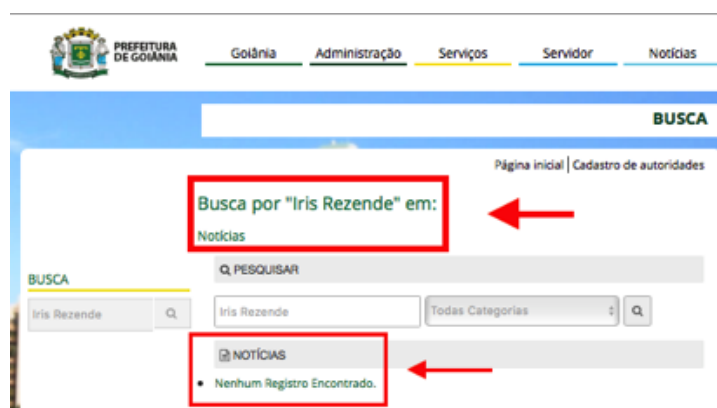 PREFEITURA
DE GOIÂNIA
Goiânia Administração Serviços Servidor Notícias
BUSCA
Página inicial | Cadastro de autoridades
Busca por "Iris Rezende" em:
Notícias
PESQUISAR
BUSCA
Iris Rezende
Iris Rezende Todas Categorias
NOTÍCIAS
Nenhum Registro Encontrado.